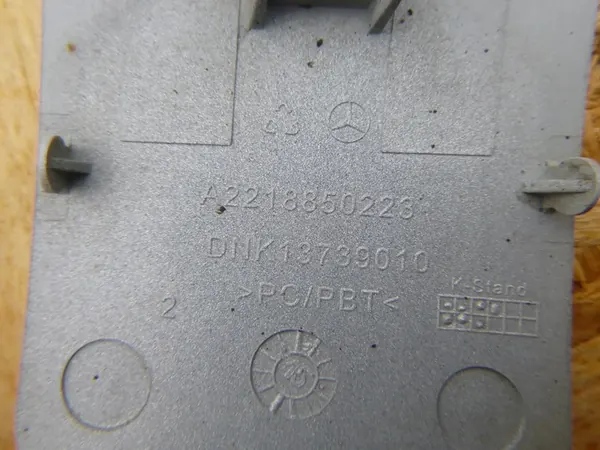 A2218850223
DNK13739010
>PC/PBT<
K-Stand
2